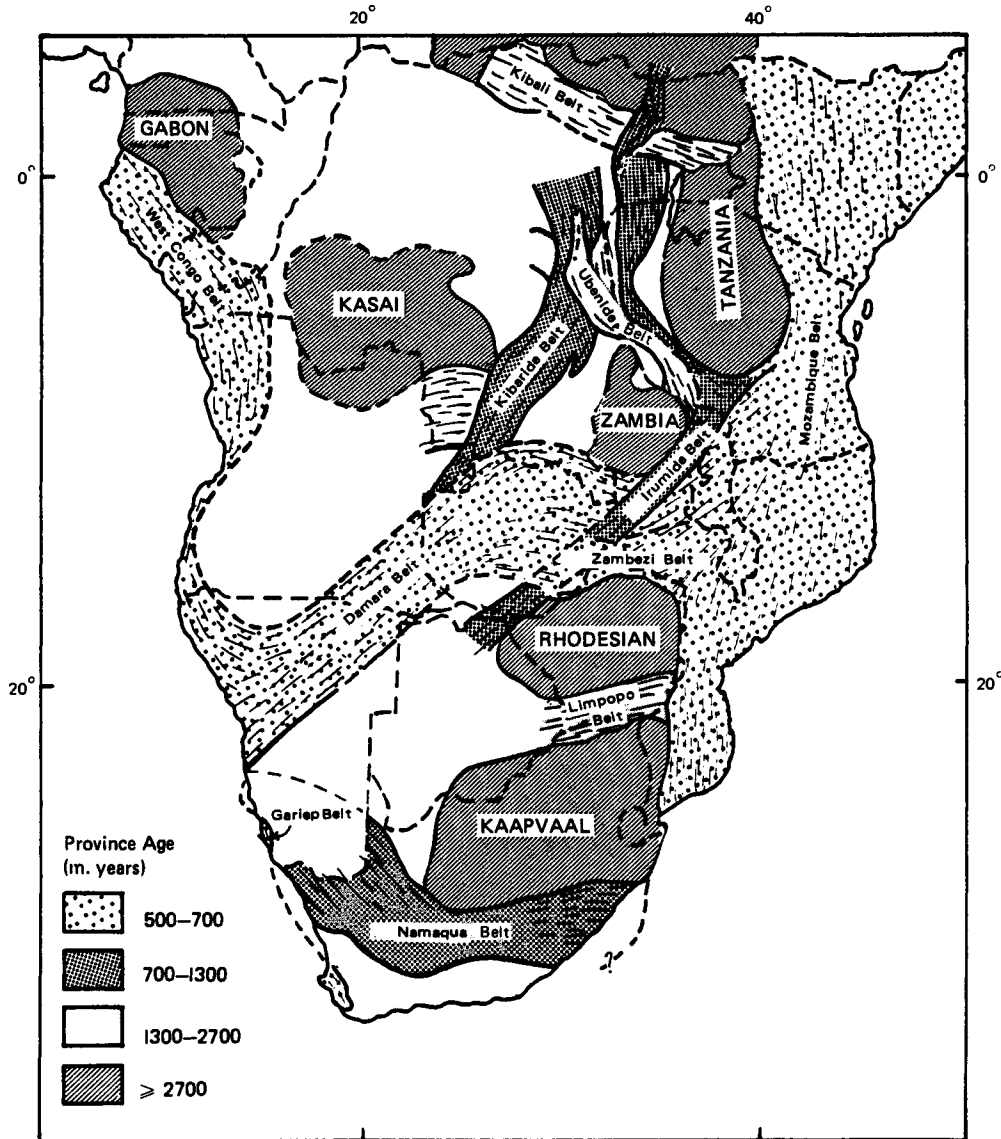 20°
40°
Kibali Belt
GABON
0°
0°
West Congo Belt
TANZANIA
KASAI
Ubendide Belt
Kibaride Belt
Mozambique Belt
ZAMBIA
Irumide Belt
Zambezi Belt
Damara Belt
RHODESIAN
20°
20°
Limpopo
Belt
KAAPVAAL
Gariep Belt
Namaqua Belt
?
Province Age
(m. years)
500–700
700–1300
1300–2700
⩾ 2700